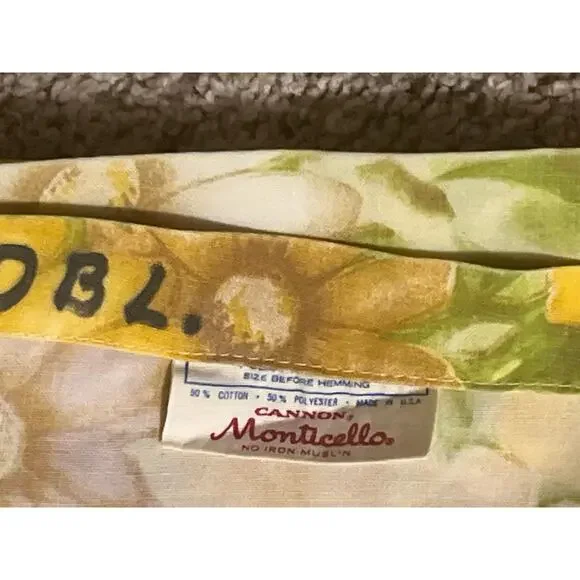 DBL.
SIZE BEFORE HEMMING
50% COTTON • 50% POLYESTER • MADE IN U.S.A
CANNON®
Monticello®
NO IRON MUSLIN